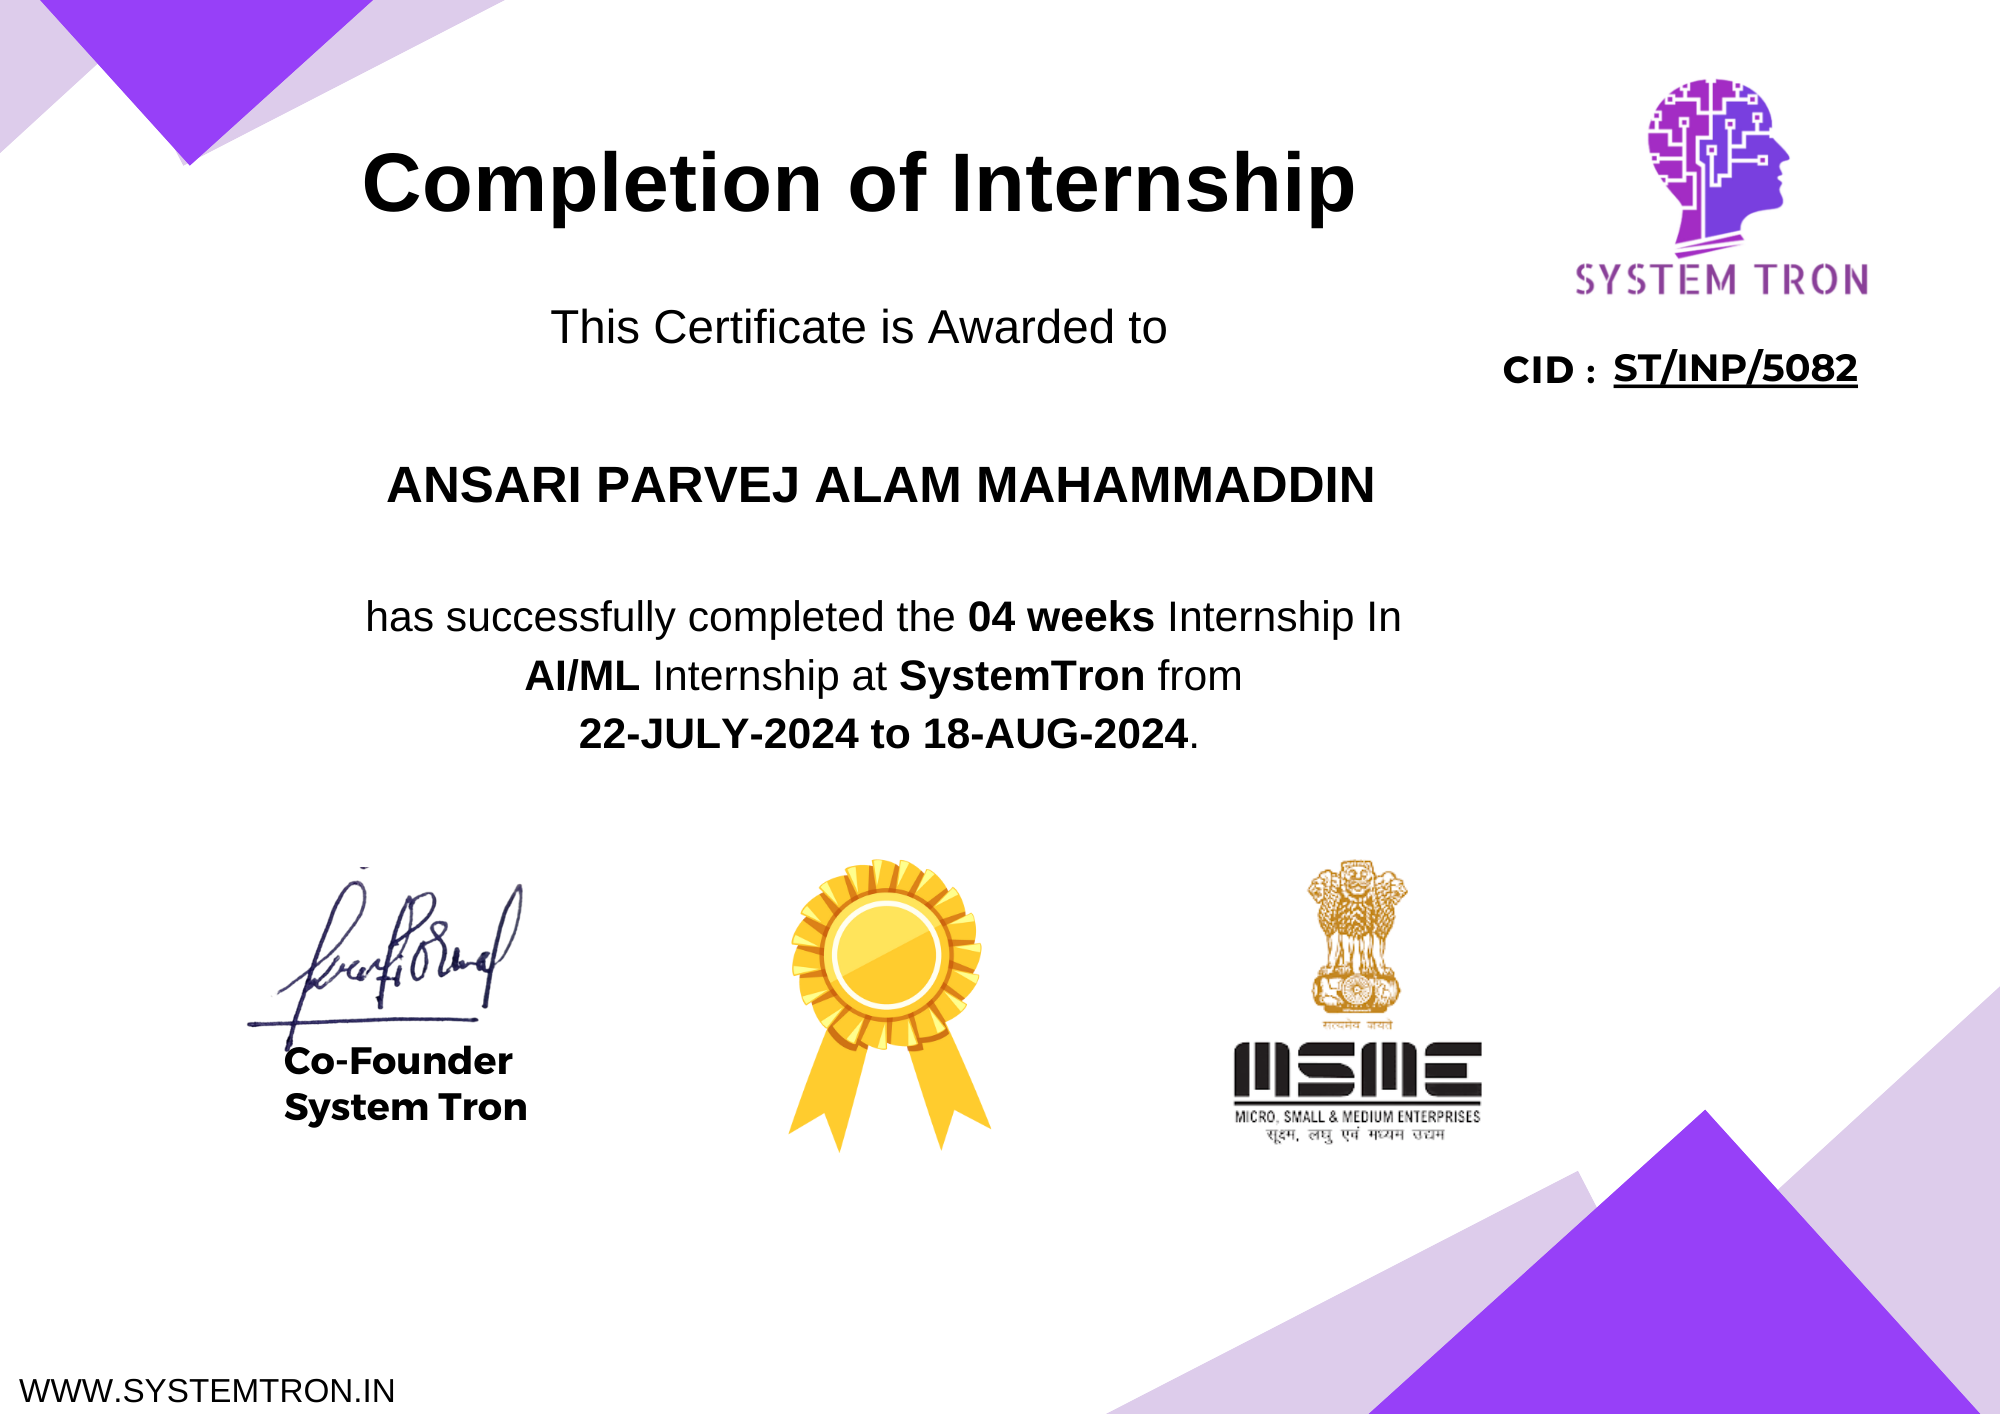 Completion of Internship
SYSTEM TRON
This Certificate is Awarded to
CID : ST/INP/5082
ANSARI PARVEJ ALAM MAHAMMADDIN
has successfully completed the 04 weeks Internship In
AI/ML Internship at SystemTron from
22-JULY-2024 to 18-AUG-2024.
Co-Founder
System Tron
सत्यमेव जयते
MSME
MICRO, SMALL & MEDIUM ENTERPRISES
सूक्ष्म, लघु एवं मध्यम उद्यम
WWW.SYSTEMTRON.IN